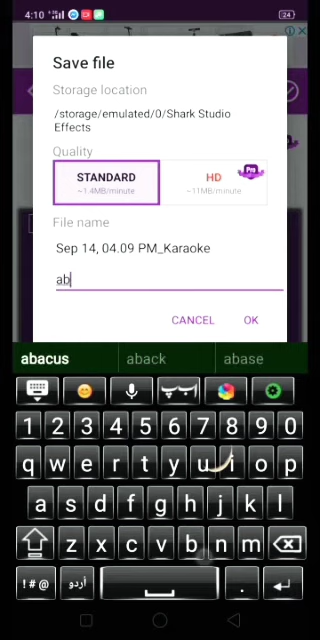 4:10
24
Save file
Storage location
/storage/emulated/0/Shark Studio
Effects
Quality
STANDARD
~1.4MB/minute
HD
Pro
~11MB/minute
File name
Sep 14, 04.09 PM_Karaoke
ab
CANCEL OK
abacus aback abase
اب پ
1 2 3 4 5 6 7 8 9 0
q w e r t y u i o p
a s d f g h j k l
z x c v b n m
!#@ اردو .